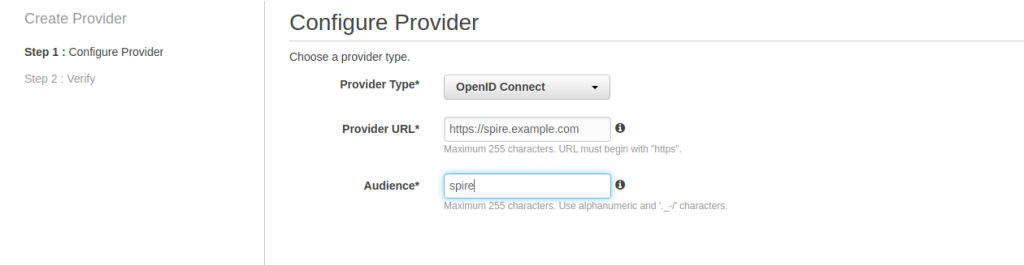 Create Provider
Step 1 : Configure Provider
Step 2 : Verify
Configure Provider
Choose a provider type.
Provider Type* OpenID Connect
Provider URL* https://spire.example.com
Maximum 255 characters. URL must begin with "https".
Audience* spire
Maximum 255 characters. Use alphanumeric and '._-/' characters.